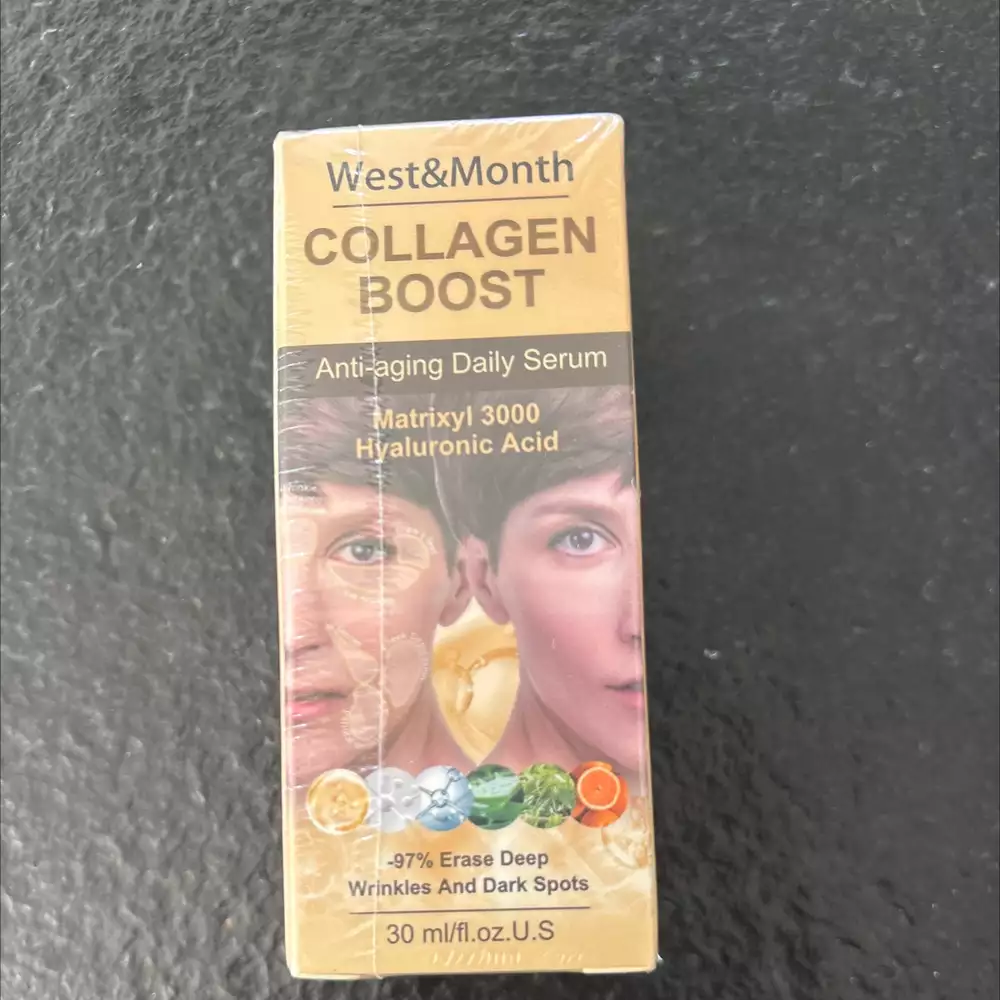 West&Month
COLLAGEN
BOOST
Anti-aging Daily Serum
Matrixyl 3000
Hyaluronic Acid
-97% Erase Deep
Wrinkles And Dark Spots
30 ml/fl.oz.U.S